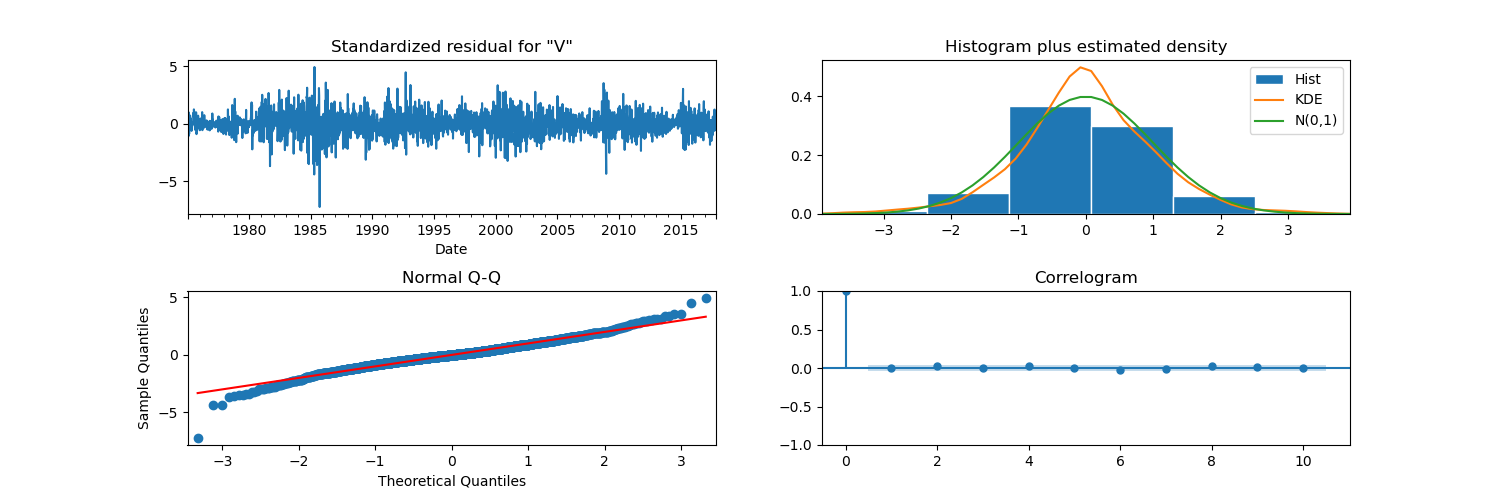 Standardized residual for "V"
5
0
−5
1980 1985 1990 1995 2000 2005 2010 2015
Date
Histogram plus estimated density
0.4
0.2
0.0
Hist
KDE
N(0,1)
−3 −2 −1 0 1 2 3
Normal Q-Q
Sample Quantiles
5
0
−5
−3 −2 −1 0 1 2 3
Theoretical Quantiles
Correlogram
1.0
0.5
0.0
−0.5
−1.0
0 2 4 6 8 10